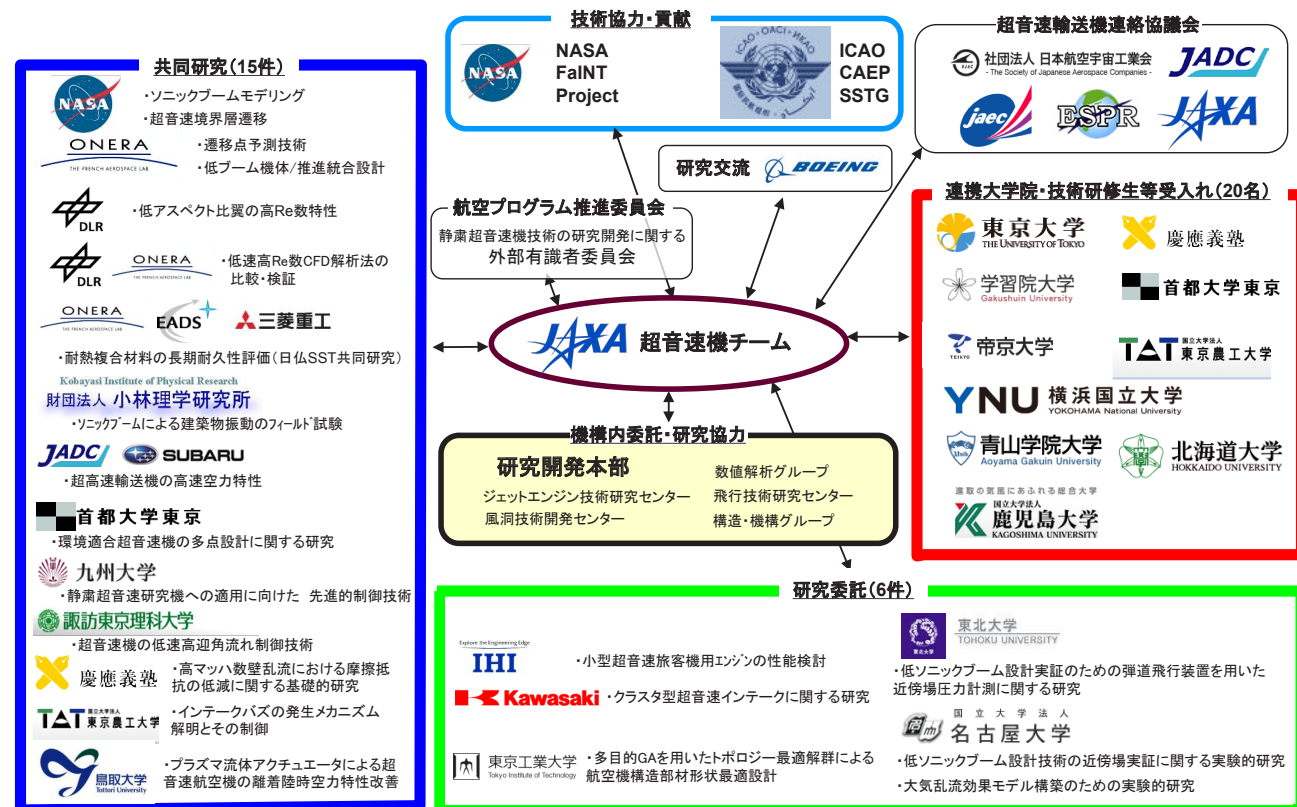 共同研究(15件)
NASA
・ソニックブームモデリング
・超音速境界層遷移
ONERA
THE FRENCH AEROSPACE LAB
・遷移点予測技術
・低ブーム機体/推進統合設計
DLR
・低アスペクト比翼の高Re数特性
DLR
ONERA
THE FRENCH AEROSPACE LAB
・低速高Re数CFD解析法の
比較・検証
ONERA
THE FRENCH AEROSPACE LAB
EADS
三菱重工
・耐熱複合材料の長期耐久性評価(日仏SST共同研究)
Kobayasi Institute of Physical Research
財団法人 小林理学研究所
・ソニックブームによる建築物振動のフィールド試験
JADC
SUBARU
・超高速輸送機の高速空力特性
首都大学東京
・環境適合超音速機の多点設計に関する研究
九州大学
・静粛超音速研究機への適用に向けた 先進的制御技術
諏訪東京理科大学
・超音速機の低速高迎角流れ制御技術
慶應義塾
・高マッハ数壁乱流における摩擦抵
抗の低減に関する基礎的研究
TAT
国立大学法人
東京農工大学
・インテークバズの発生メカニズム
解明とその制御
鳥取大学
Tottori University
・プラズマ流体アクチュエータによる超
音速航空機の離着陸時空力特性改善
技術協力・貢献
NASA
NASA
FaINT
Project
ICAO・OACI・ИКАО
ICAO
CAEP
SSTG
超音速輸送機連絡協議会
社団法人 日本航空宇宙工業会
- The Society of Japanese Aerospace Companies -
JADC
jaec
ESPR
JAXA
研究交流
BOEING
航空プログラム推進委員会
静粛超音速機技術の研究開発に関する
外部有識者委員会
JAXA 超音速機チーム
機構内委託・研究協力
研究開発本部
ジェットエンジン技術研究センター
風洞技術開発センター
数値解析グループ
飛行技術研究センター
構造・機構グループ
連携大学院・技術研修生等受入れ(20名)
東京大学
THE UNIVERSITY OF TOKYO
慶應義塾
学習院大学
Gakushuin University
首都大学東京
TEIKYO
帝京大学
TAT
国立大学法人
東京農工大学
YNU
横浜国立大学
YOKOHAMA National University
青山学院大学
Aoyama Gakuin University
北海道大学
HOKKAIDO UNIVERSITY
進取の気風にあふれる総合大学
国立大学法人
鹿児島大学
KAGOSHIMA UNIVERSITY
研究委託(6件)
Explore the Engineering Edge
IHI
・小型超音速旅客機用エンジンの性能検討
Kawasaki
・クラスタ型超音速インテークに関する研究
東京工業大学
Tokyo Institute of Technology
・多目的GAを用いたトポロジー最適解群による
航空機構造部材形状最適設計
東北大学
東北大学
TOHOKU UNIVERSITY
・低ソニックブーム設計実証のための弾道飛行装置を用いた
近傍場圧力計測に関する研究
国立大学法人
名古屋大学
・低ソニックブーム設計技術の近傍場実証に関する実験的研究
・大気乱流効果モデル構築のための実験的研究